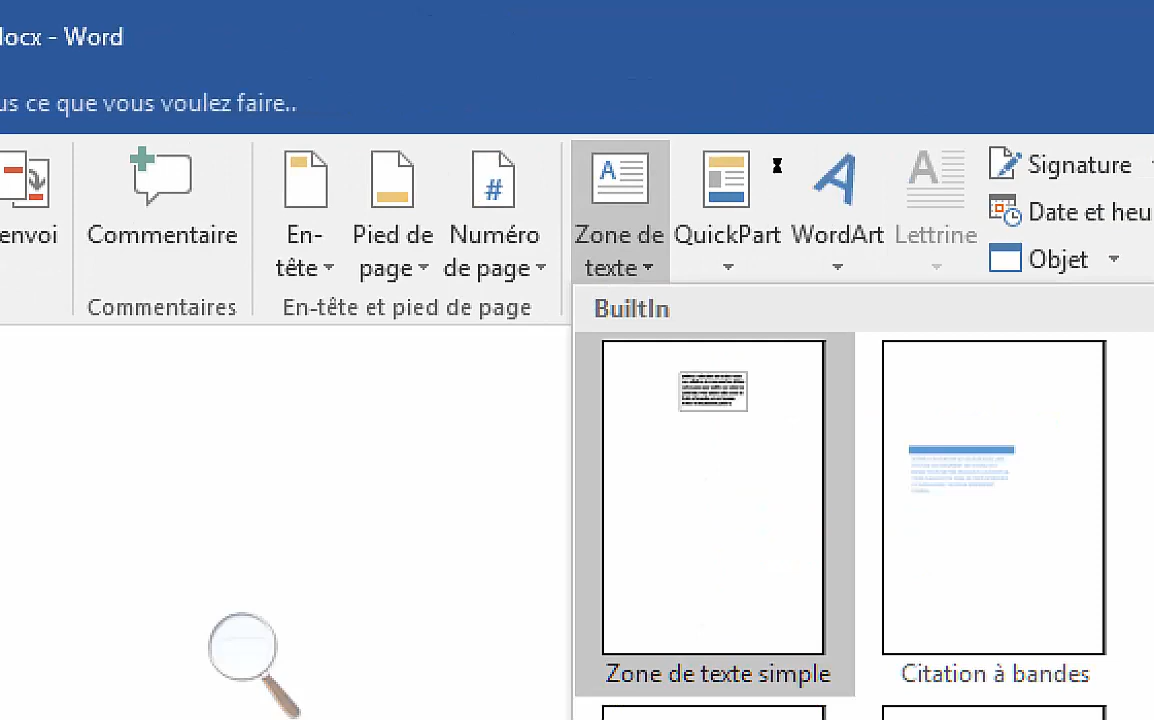 ocx - Word
us ce que vous voulez faire..
envoi
Commentaire
En-
tête
Pied de
page
Numéro
de page
Zone de
texte
QuickPart
WordArt
Lettrine
Signature
Date et heu
Objet
Commentaires
En-tête et pied de page
BuiltIn
Zone de texte simple
Citation à bandes